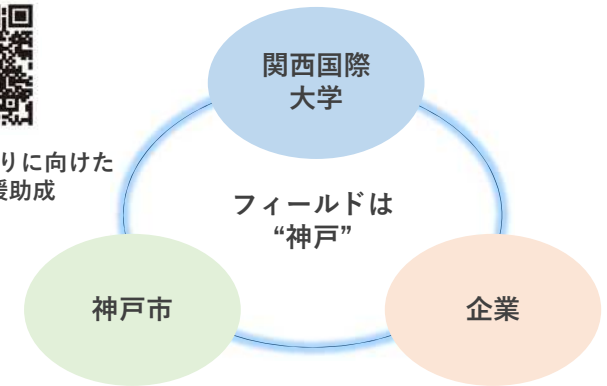 関西国際
大学
りに向けた
援助成
フィールドは
“神戸”
神戸市
企業